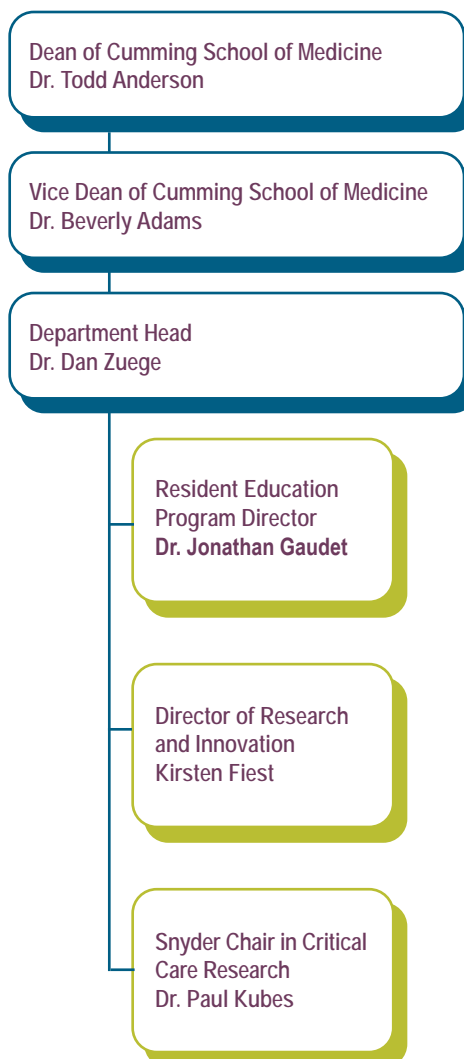 Dean of Cumming School of Medicine
Dr. Todd Anderson
Vice Dean of Cumming School of Medicine
Dr. Beverly Adams
Department Head
Dr. Dan Zuege
Resident Education
Program Director
Dr. Jonathan Gaudet
Director of Research
and Innovation
Kirsten Fiest
Snyder Chair in Critical
Care Research
Dr. Paul Kubes